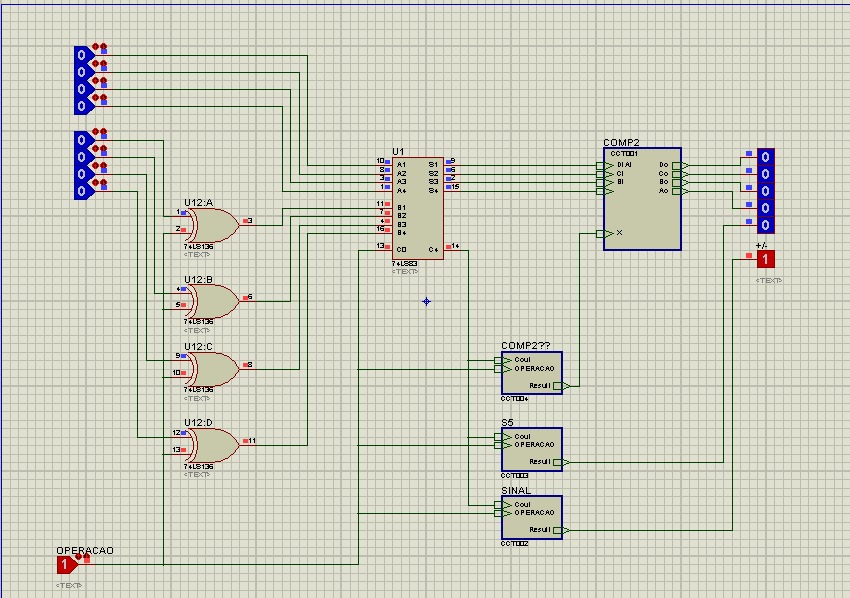 0
0
0
0
0
0
0
0
U12:A
1
2
3
74LS136
<TEXT>
U12:B
4
5
6
74LS136
<TEXT>
U12:C
9
10
8
74LS136
<TEXT>
U12:D
12
13
11
74LS136
<TEXT>
OPERACAO
1
<TEXT>
U1
10 A1 S1 9
8 A2 S2 6
3 A3 S3 2
1 A4 S4 15
11 B1
7 B2
4 B3
16 B4
13 C0 C4 14
74LS83
<TEXT>
COMP2
CCT001
DI AI Do
CI Co
BI Bo
Ao
X
0
0
0
0
0
+/-
1
<TEXT>
COMP2??
Cout
OPERACAO
Result
CCT004
S5
Cout
OPERACAO
Result
CCT003
SINAL
Cout
OPERACAO
Result
CCT002